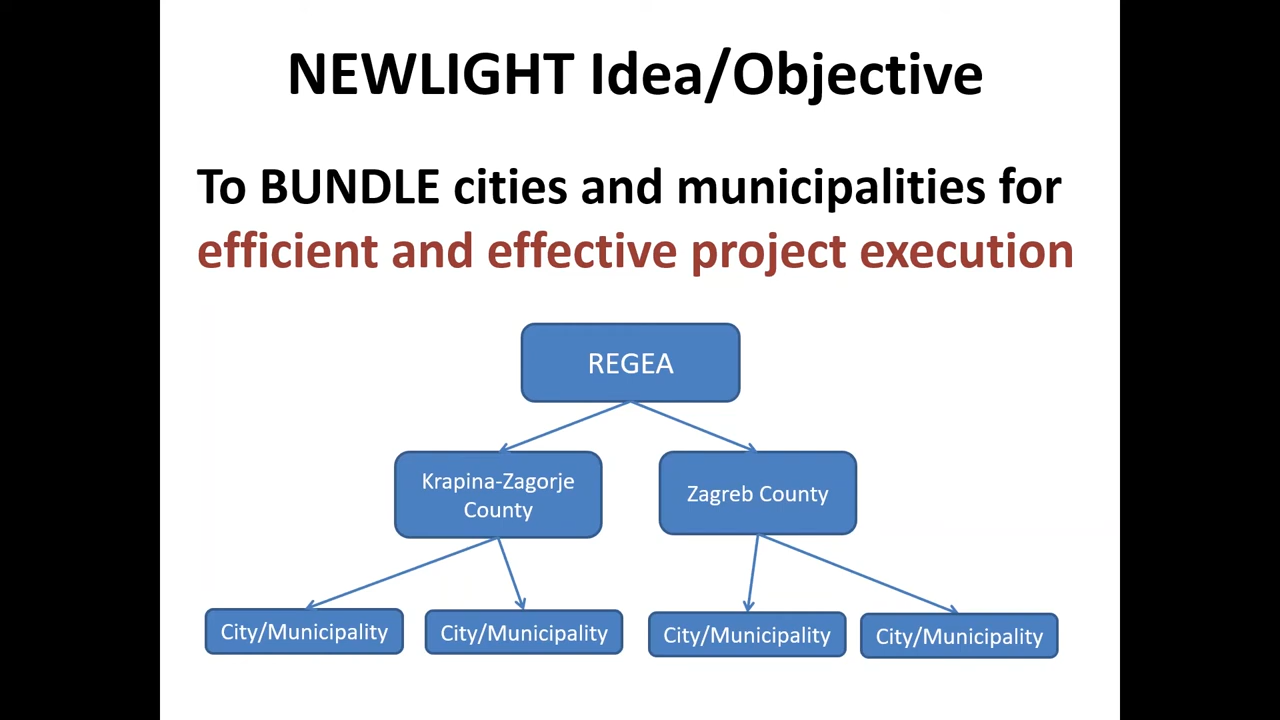 NEWLIGHT Idea/Objective
To BUNDLE cities and municipalities for
efficient and effective project execution
REGEA
Krapina-Zagorje
County
Zagreb County
City/Municipality
City/Municipality
City/Municipality
City/Municipality